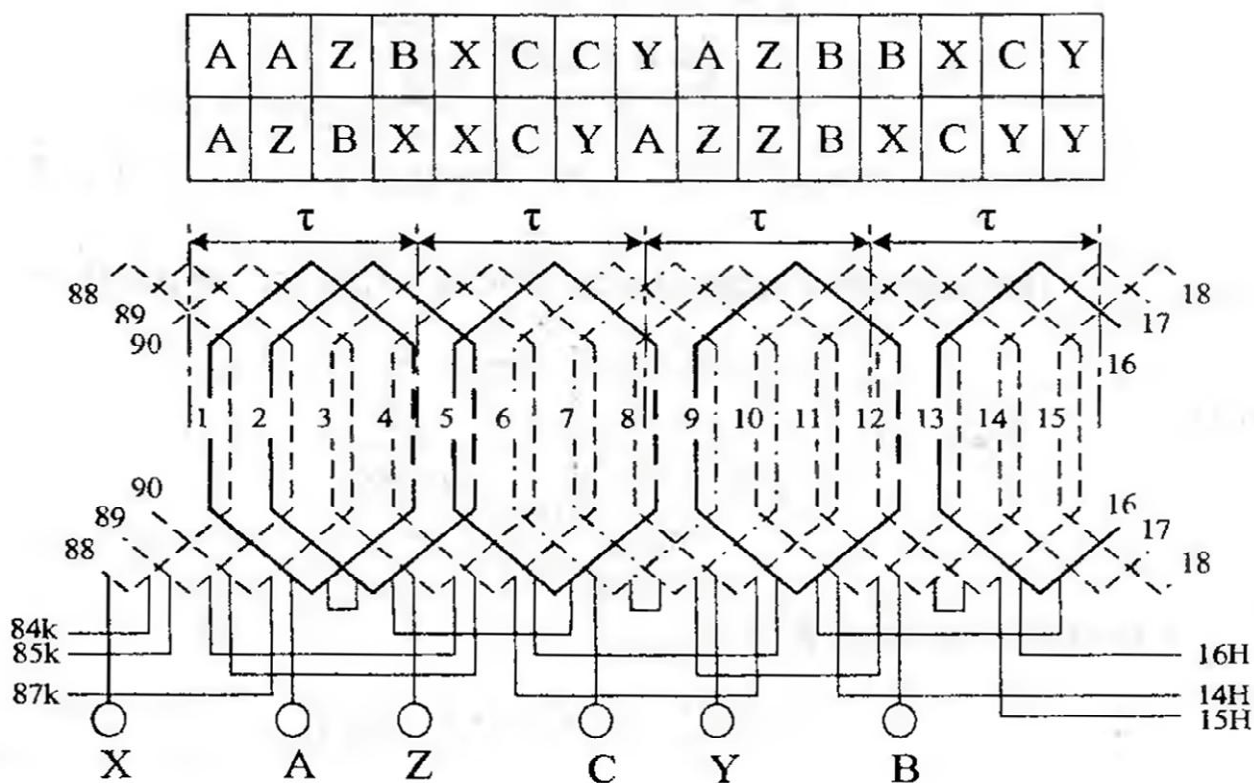 A A Z B X C C Y A Z B B X C Y
A Z B X X C Y A Z Z B X C Y Y
τ τ τ τ
88 18
89 17
90 16
1 2 3 4 5 6 7 8 9 10 11 12 13 14 15
90 16
89 17
88 18
84k
85k 16H
87k 14H
15H
X A Z C Y B